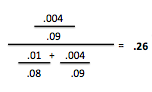 .004
.09
.01 + .004 = .26
.08 .09